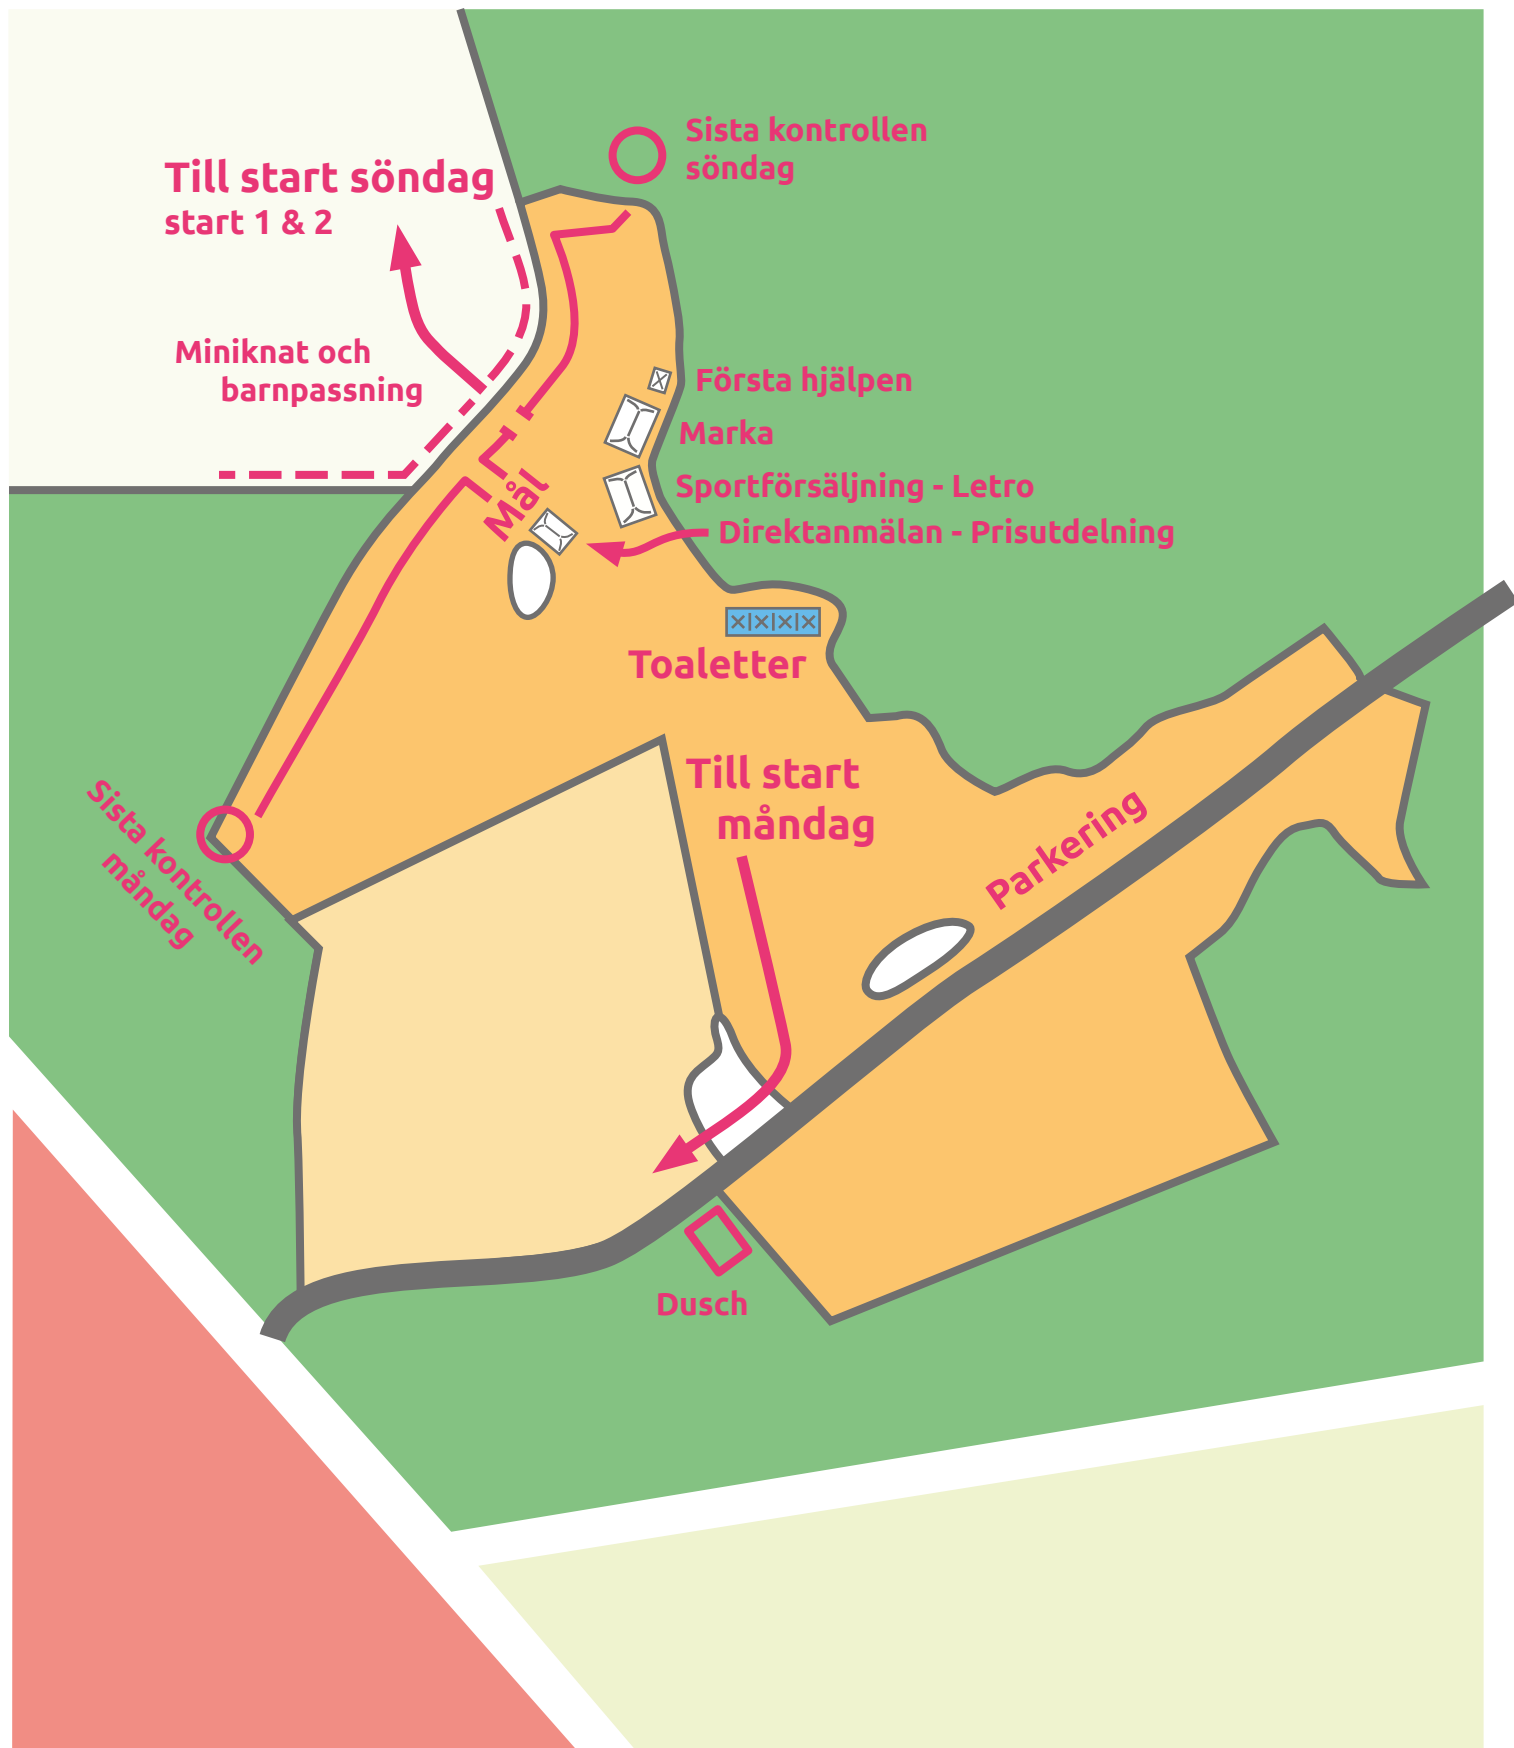 Sista kontrollen
söndag
Till start söndag
start 1 & 2
Miniknat och
barnpassning
Första hjälpen
Marka
Sportförsäljning - Letro
Mål
Direktanmälan - Prisutdelning
Toaletter
Till start
måndag
Parkering
Sista kontrollen
måndag
Dusch